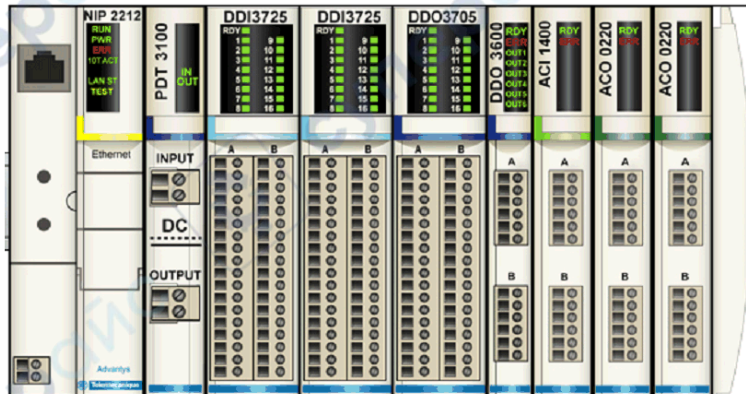 NIP 2212
RUN
PWR
ERR
10T ACT
LAN ST
TEST
Ethernet
Advantys
Telemecanique
PDT 3100
IN
OUT
INPUT
DC
OUTPUT
DDI3725
RDY
1 9
2 10
3 11
4 12
5 13
6 14
7 15
8 16
A B
DDI3725
RDY
1 9
2 10
3 11
4 12
5 13
6 14
7 15
8 16
A B
DDO3705
RDY
1 9
2 10
3 11
4 12
5 13
6 14
7 15
8 16
A B
DDO 3600
RDY
ERR
OUT1
OUT2
OUT3
OUT4
OUT5
OUT6
A
B
ACI 1400
RDY
ERR
A
B
ACO 0220
RDY
ERR
A
B
ACO 0220
RDY
ERR
A
B